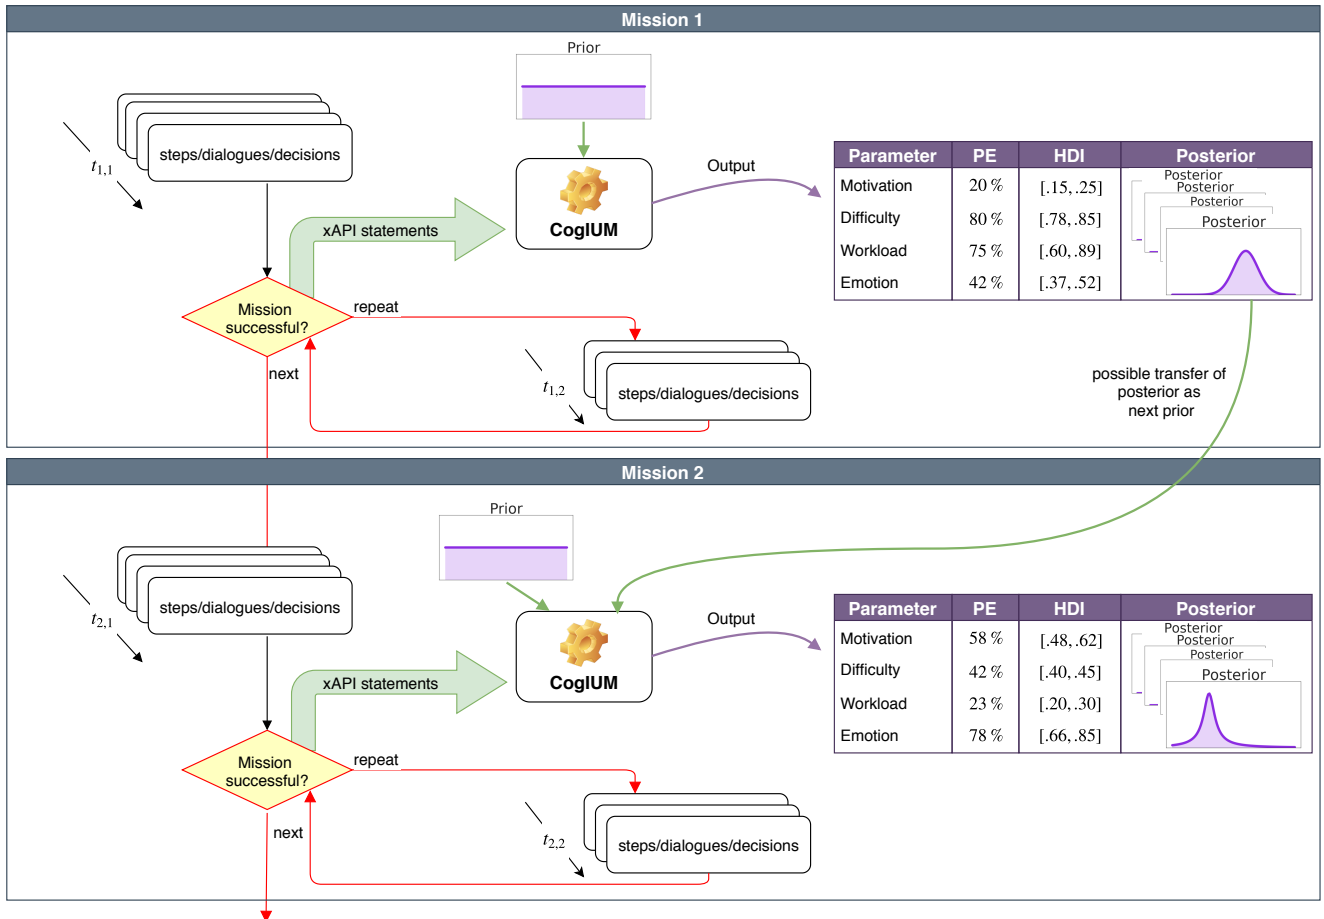 Mission 1
Prior
steps/dialogues/decisions
t1,1
Output
xAPI statements
CogIUM
Parameter PE HDI Posterior
Motivation 20 % [.15, .25]
Difficulty 80 % [.78, .85]
Workload 75 % [.60, .89]
Emotion 42 % [.37, .52]
Posterior
Posterior
Posterior
Posterior
Mission
successful?
repeat
next
t1,2
steps/dialogues/decisions
possible transfer of
posterior as
next prior
Mission 2
Prior
steps/dialogues/decisions
t2,1
Output
xAPI statements
CogIUM
Parameter PE HDI Posterior
Motivation 58 % [.48, .62]
Difficulty 42 % [.40, .45]
Workload 23 % [.20, .30]
Emotion 78 % [.66, .85]
Posterior
Posterior
Posterior
Posterior
Mission
successful?
repeat
next
t2,2
steps/dialogues/decisions